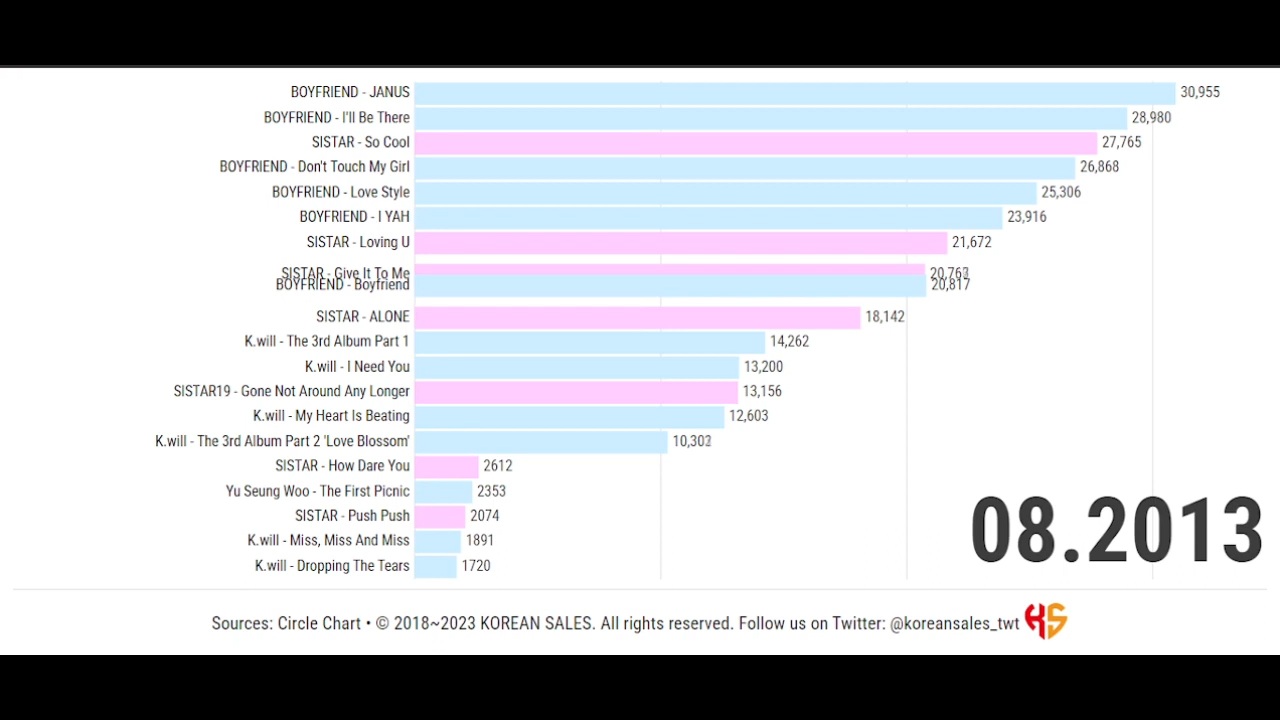 BOYFRIEND - JANUS 30,955
BOYFRIEND - I'll Be There 28,980
SISTAR - So Cool 27,765
BOYFRIEND - Don't Touch My Girl 26,868
BOYFRIEND - Love Style 25,306
BOYFRIEND - I YAH 23,916
SISTAR - Loving U 21,672
SISTAR - Give It To Me
BOYFRIEND - Boyfriend 20,817
SISTAR - ALONE 18,142
K.will - The 3rd Album Part 1 14,262
K.will - I Need You 13,200
SISTAR19 - Gone Not Around Any Longer 13,156
K.will - My Heart Is Beating 12,603
K.will - The 3rd Album Part 2 'Love Blossom'
SISTAR - How Dare You 2612
Yu Seung Woo - The First Picnic 2353
SISTAR - Push Push 2074
K.will - Miss, Miss And Miss 1891
K.will - Dropping The Tears 1720
08.2013
Sources: Circle Chart • © 2018~2023 KOREAN SALES. All rights reserved. Follow us on Twitter: @koreansales_twt KS